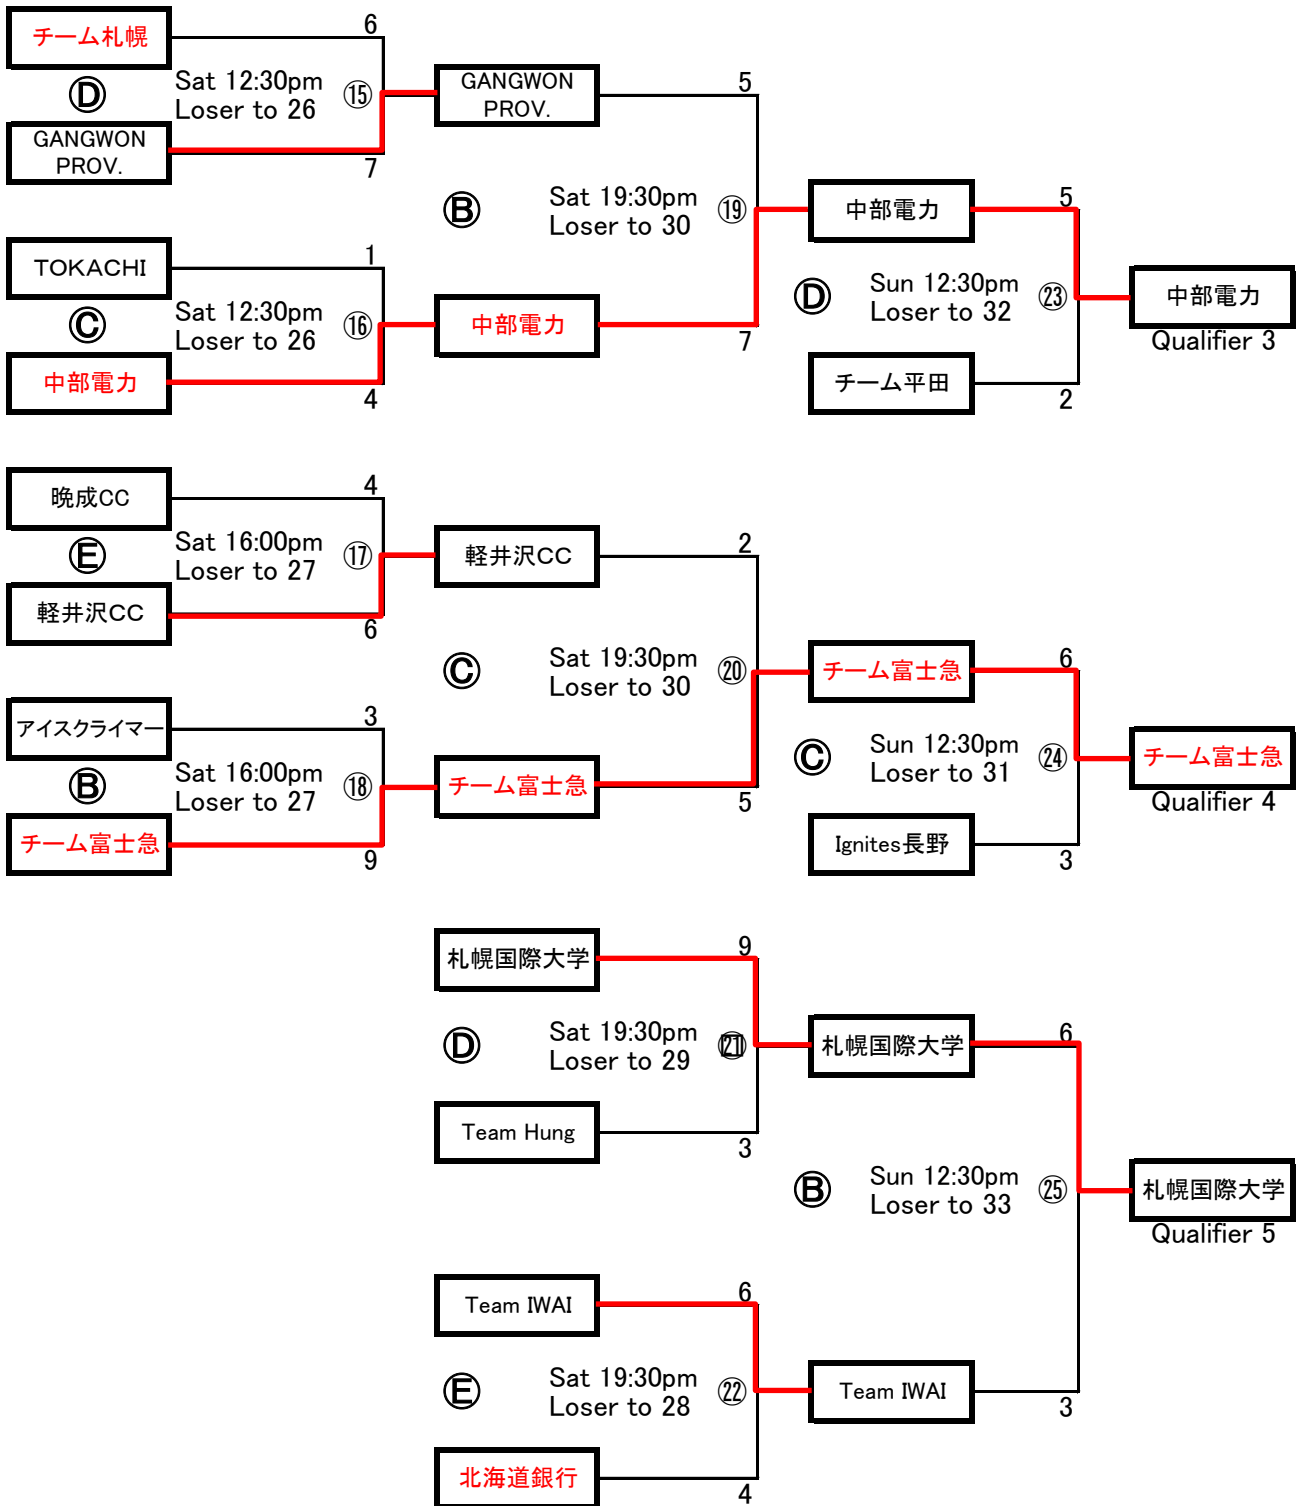 チーム札幌
6
Ⓓ
Sat 12:30pm
Loser to 26
⑮
GANGWON
PROV.
7
GANGWON
PROV.
5
Ⓑ
Sat 19:30pm
Loser to 30
⑲
TOKACHI
1
Ⓒ
Sat 12:30pm
Loser to 26
⑯
中部電力
4
中部電力
7
中部電力
5
Ⓓ
Sun 12:30pm
Loser to 32
㉓
チーム平田
2
中部電力
Qualifier 3
晩成CC
4
Ⓔ
Sat 16:00pm
Loser to 27
⑰
軽井沢CC
6
軽井沢CC
2
Ⓒ
Sat 19:30pm
Loser to 30
⑳
アイスクライマー
3
Ⓑ
Sat 16:00pm
Loser to 27
⑱
チーム富士急
9
チーム富士急
5
チーム富士急
6
Ⓒ
Sun 12:30pm
Loser to 31
㉔
Ignites長野
3
チーム富士急
Qualifier 4
札幌国際大学
9
Ⓓ
Sat 19:30pm
Loser to 29
㉑
Team Hung
3
札幌国際大学
6
Ⓑ
Sun 12:30pm
Loser to 33
㉕
札幌国際大学
Qualifier 5
Team IWAI
6
Ⓔ
Sat 19:30pm
Loser to 28
㉒
Team IWAI
3
北海道銀行
4